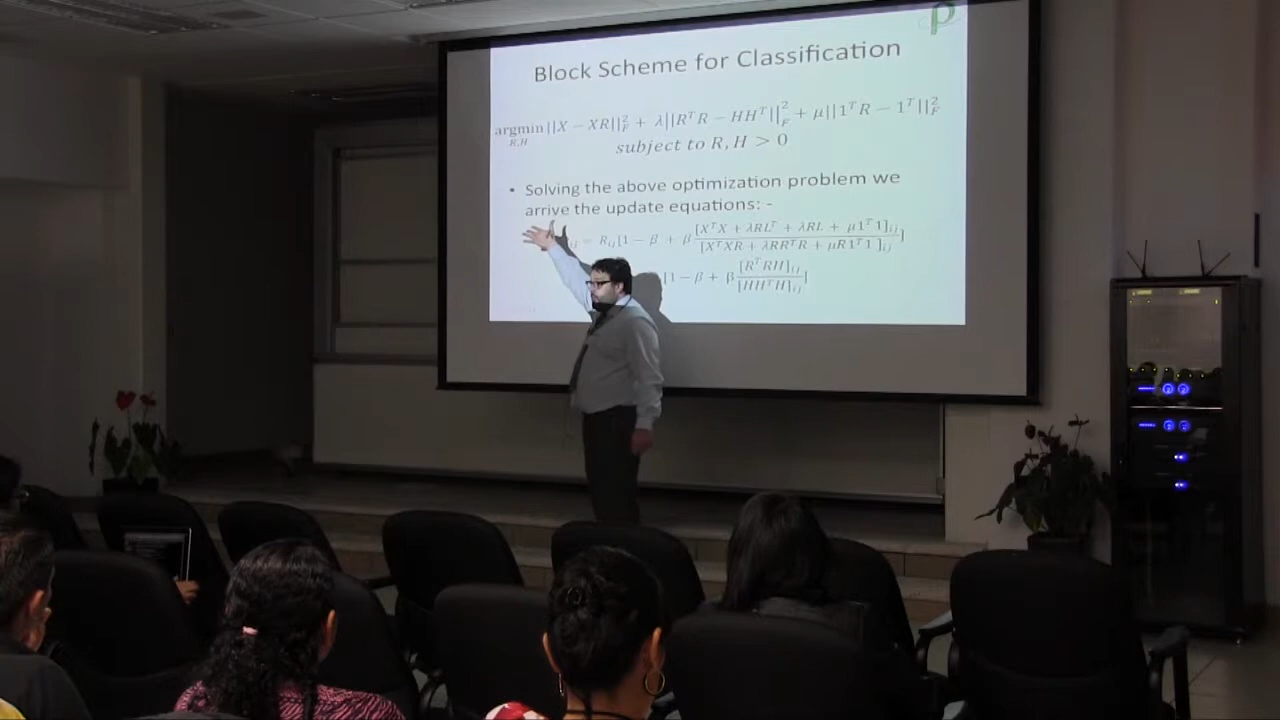 Block Scheme for Classification
argmin ||X − XR||²_F + λ||RᵀR − HHᵀ||²_F + μ||1ᵀR − 1ᵀ||²_F
R,H
subject to R, H > 0
• Solving the above optimization problem we
arrive the update equations: -
ij = R_ij[1 − β + β [XᵀX + λRLᵀ + λRL + μ1ᵀ1]_ij / [XᵀXR + λRRᵀR + μR1ᵀ1]_ij]
[1 − β + β [RᵀRH]_ij / [HHᵀH]_ij]